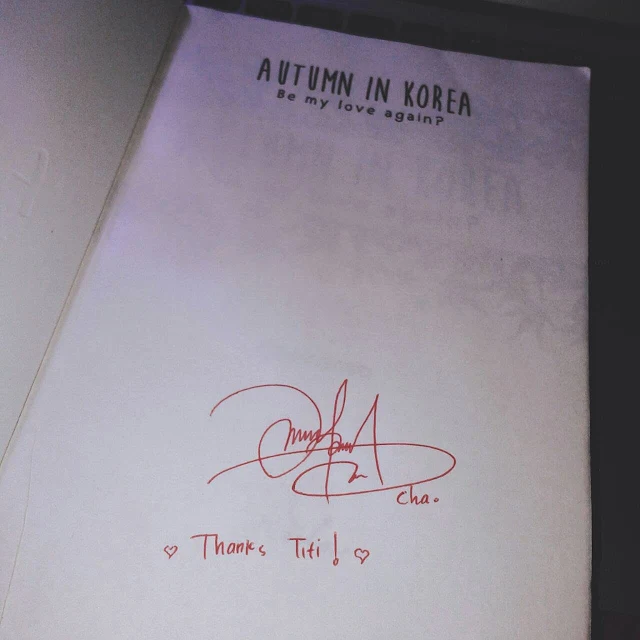 AUTUMN IN KOREA
Be my love again?
Cha.
♡ Thanks Titi! ♡